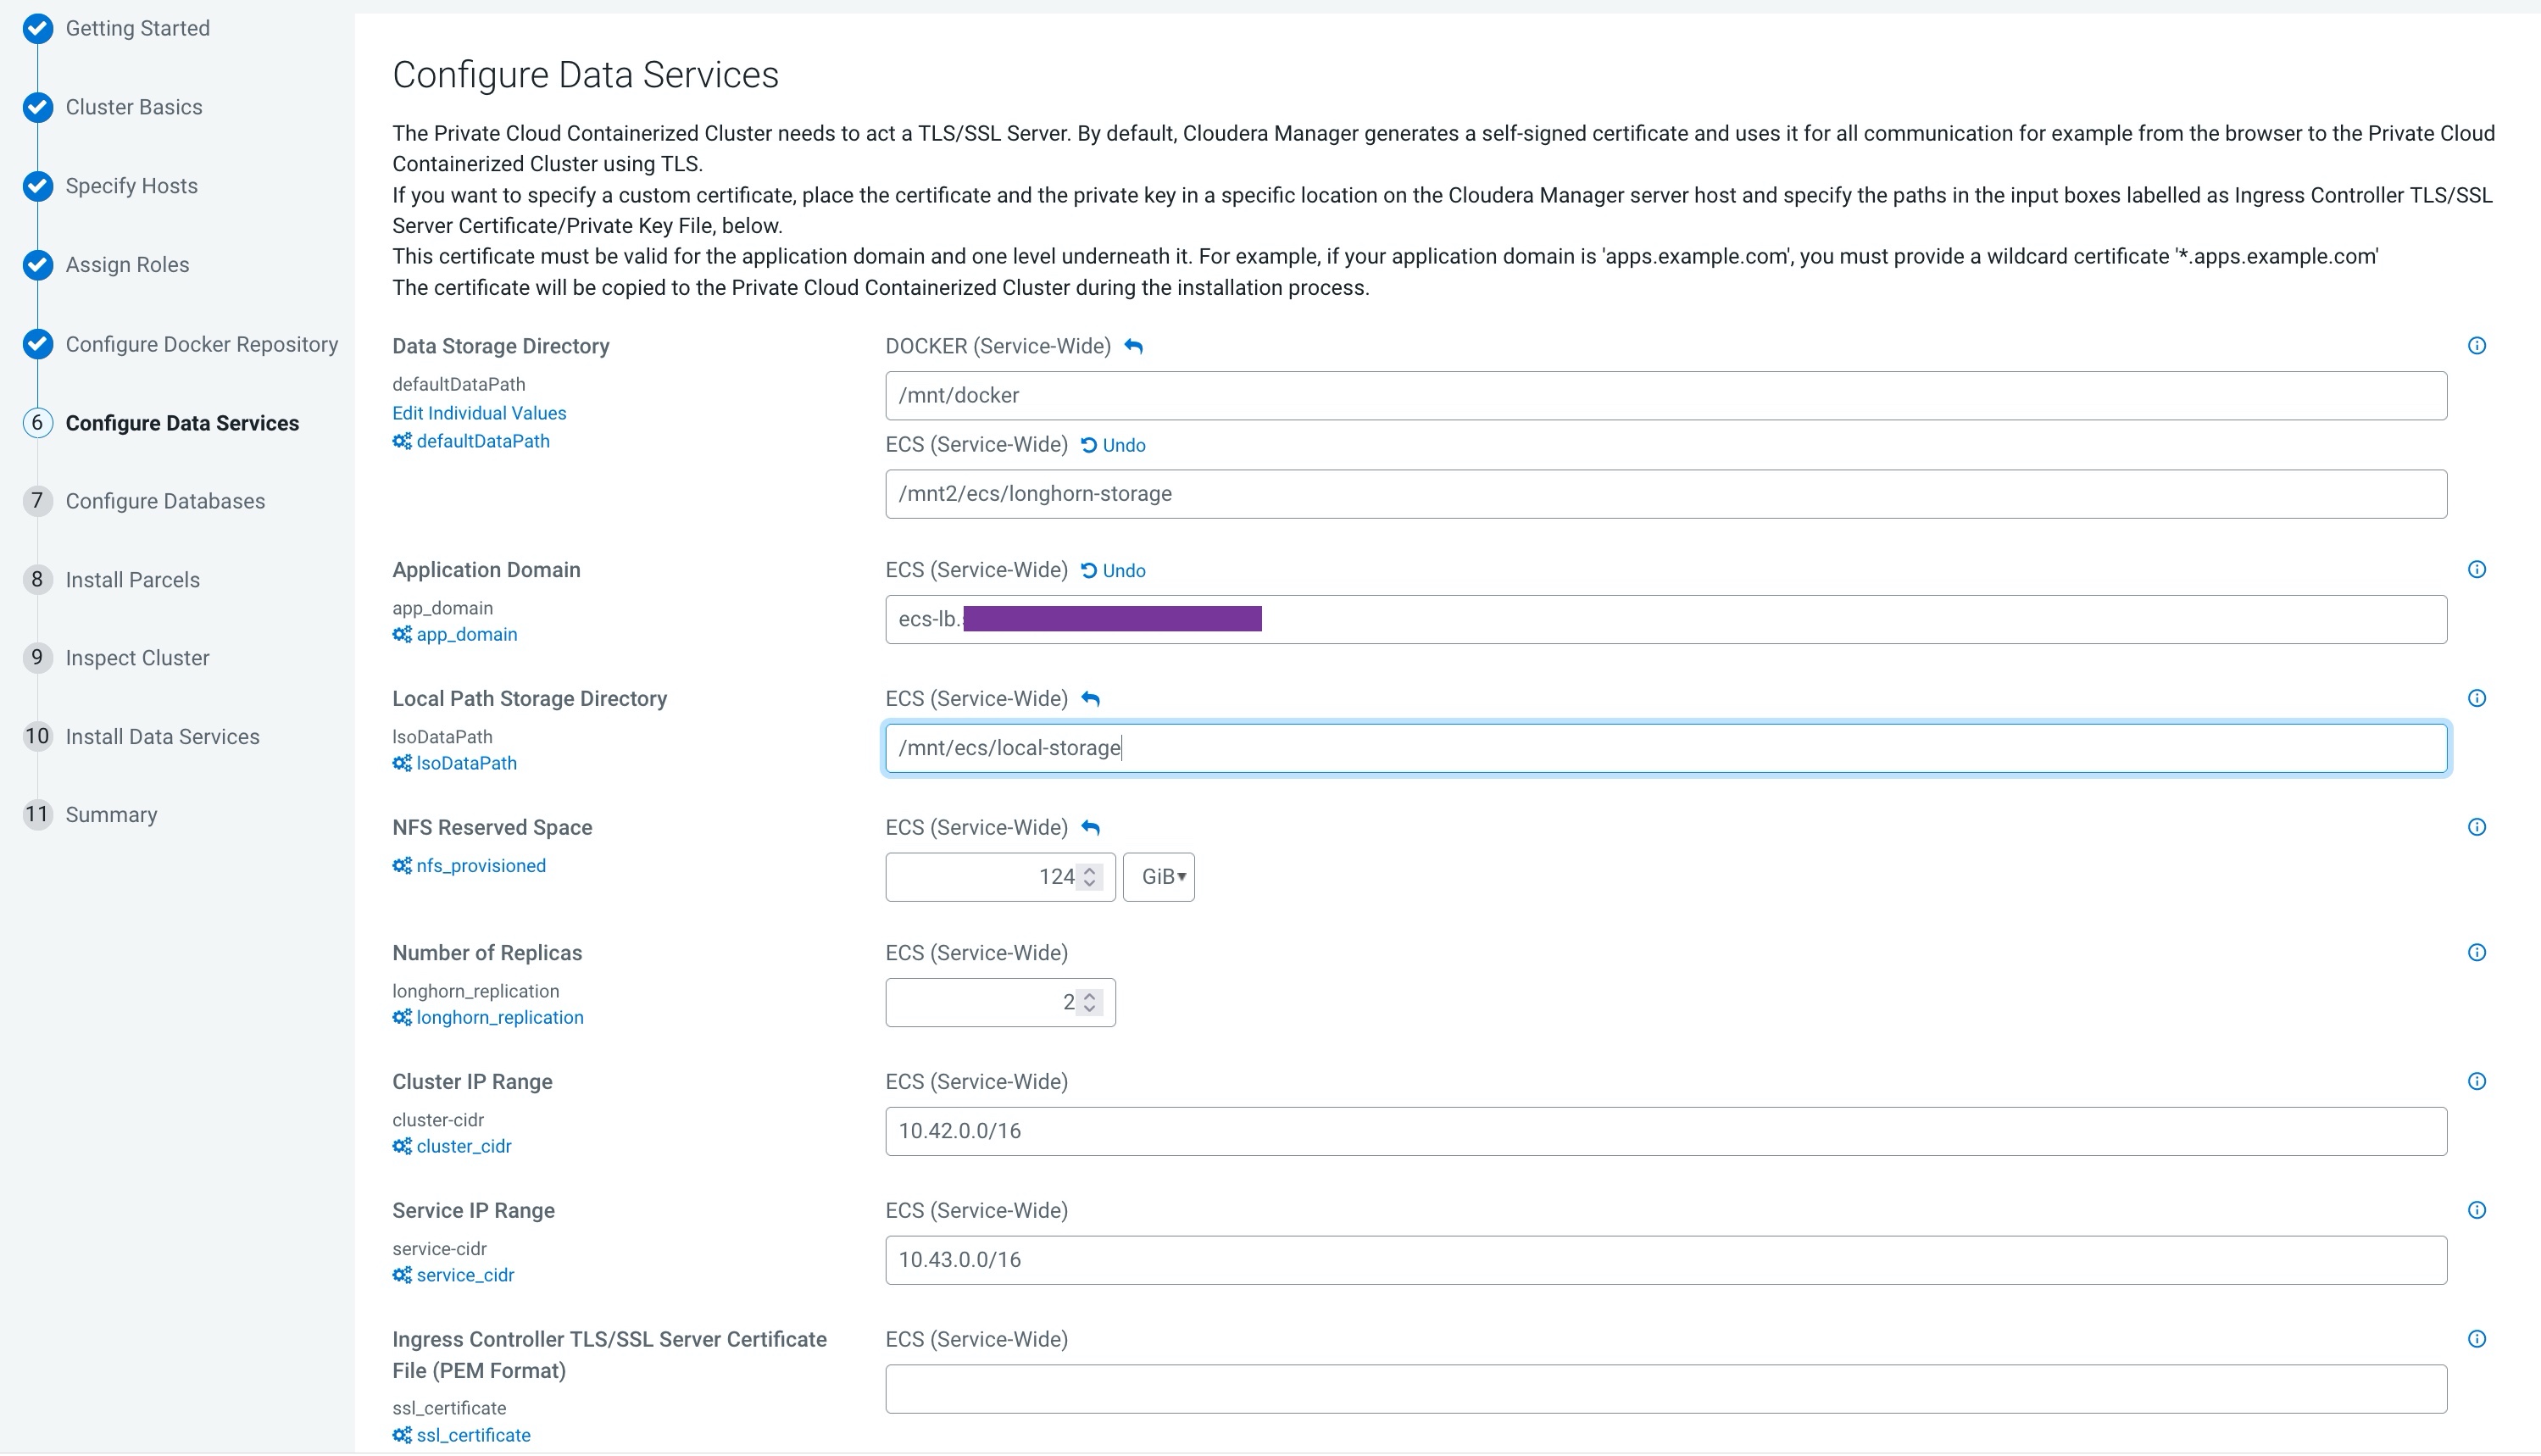 Getting Started
Cluster Basics
Specify Hosts
Assign Roles
Configure Docker Repository
6 Configure Data Services
7 Configure Databases
8 Install Parcels
9 Inspect Cluster
10 Install Data Services
11 Summary
Configure Data Services
The Private Cloud Containerized Cluster needs to act a TLS/SSL Server. By default, Cloudera Manager generates a self-signed certificate and uses it for all communication for example from the browser to the Private Cloud
Containerized Cluster using TLS.
If you want to specify a custom certificate, place the certificate and the private key in a specific location on the Cloudera Manager server host and specify the paths in the input boxes labelled as Ingress Controller TLS/SSL
Server Certificate/Private Key File, below.
This certificate must be valid for the application domain and one level underneath it. For example, if your application domain is 'apps.example.com', you must provide a wildcard certificate '*.apps.example.com'
The certificate will be copied to the Private Cloud Containerized Cluster during the installation process.
Data Storage Directory
defaultDataPath
Edit Individual Values
defaultDataPath
DOCKER (Service-Wide)
/mnt/docker
ECS (Service-Wide) Undo
/mnt2/ecs/longhorn-storage
Application Domain
app_domain
app_domain
ECS (Service-Wide) Undo
ecs-lb.
Local Path Storage Directory
lsoDataPath
lsoDataPath
ECS (Service-Wide)
/mnt/ecs/local-storage
NFS Reserved Space
nfs_provisioned
ECS (Service-Wide)
124 GiB
Number of Replicas
longhorn_replication
longhorn_replication
ECS (Service-Wide)
2
Cluster IP Range
cluster-cidr
cluster_cidr
ECS (Service-Wide)
10.42.0.0/16
Service IP Range
service-cidr
service_cidr
ECS (Service-Wide)
10.43.0.0/16
Ingress Controller TLS/SSL Server Certificate
File (PEM Format)
ssl_certificate
ssl_certificate
ECS (Service-Wide)